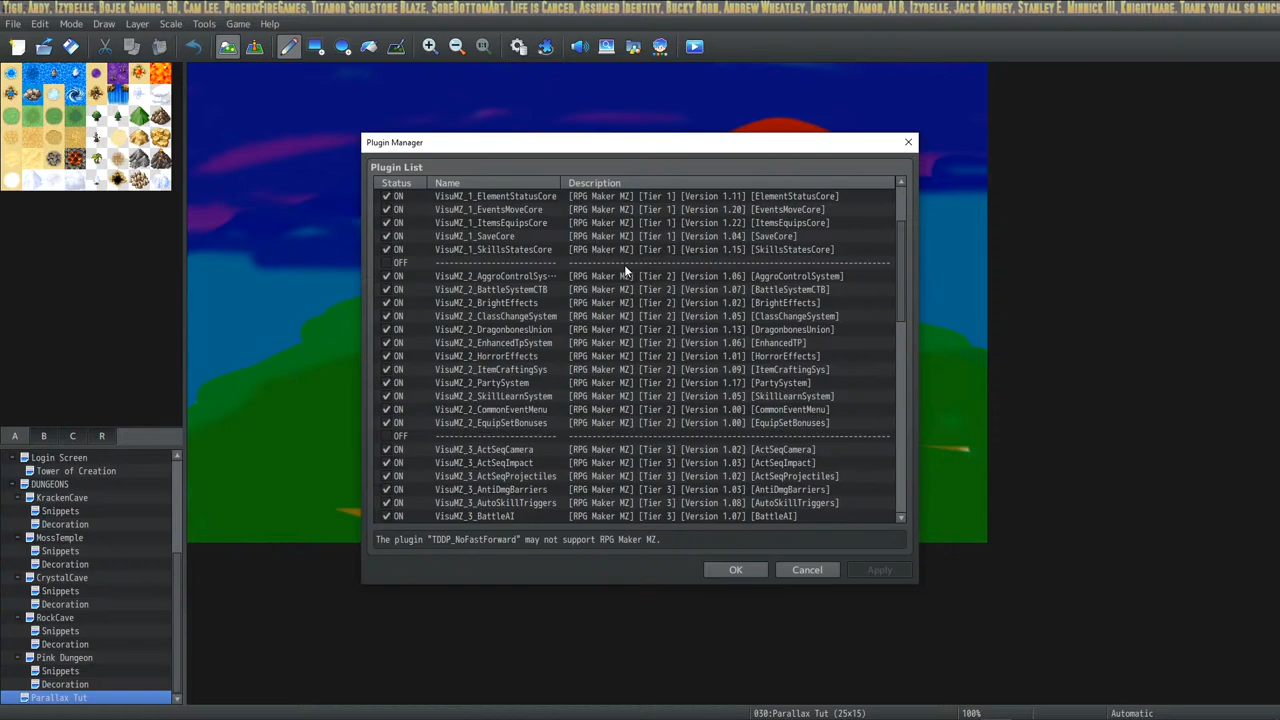 Yisu, Andy, Izybelle, Bojek Gaming, GB, Cam Lee, PhoenixFireGames, Titanor Soulstone Blaze, SoreBottomArt, Life is Cancer, Assumed Identity, Bucky Born, Andrew Wheatley, Lostboy, Damon, Al B, Izybelle, Jack Mundey, Stanley E. Minnick III, Knightmare. Thank you all so much
File Edit Mode Draw Layer Scale Tools Game Help
Plugin Manager
Plugin List
Status Name Description
ON VisuMZ_1_ElementStatusCore [RPG Maker MZ] [Tier 1] [Version 1.11] [ElementStatusCore]
ON VisuMZ_1_EventsMoveCore [RPG Maker MZ] [Tier 1] [Version 1.20] [EventsMoveCore]
ON VisuMZ_1_ItemsEquipsCore [RPG Maker MZ] [Tier 1] [Version 1.22] [ItemsEquipsCore]
ON VisuMZ_1_SaveCore [RPG Maker MZ] [Tier 1] [Version 1.04] [SaveCore]
ON VisuMZ_1_SkillsStatesCore [RPG Maker MZ] [Tier 1] [Version 1.15] [SkillsStatesCore]
OFF -------------------------- ---------------------------------------------------------------------
ON VisuMZ_2_AggroControlSys… [RPG Maker MZ] [Tier 2] [Version 1.06] [AggroControlSystem]
ON VisuMZ_2_BattleSystemCTB [RPG Maker MZ] [Tier 2] [Version 1.07] [BattleSystemCTB]
ON VisuMZ_2_BrightEffects [RPG Maker MZ] [Tier 2] [Version 1.02] [BrightEffects]
ON VisuMZ_2_ClassChangeSystem [RPG Maker MZ] [Tier 2] [Version 1.05] [ClassChangeSystem]
ON VisuMZ_2_DragonbonesUnion [RPG Maker MZ] [Tier 2] [Version 1.13] [DragonbonesUnion]
ON VisuMZ_2_EnhancedTpSystem [RPG Maker MZ] [Tier 2] [Version 1.06] [EnhancedTP]
ON VisuMZ_2_HorrorEffects [RPG Maker MZ] [Tier 2] [Version 1.01] [HorrorEffects]
ON VisuMZ_2_ItemCraftingSys [RPG Maker MZ] [Tier 2] [Version 1.09] [ItemCraftingSys]
ON VisuMZ_2_PartySystem [RPG Maker MZ] [Tier 2] [Version 1.17] [PartySystem]
ON VisuMZ_2_SkillLearnSystem [RPG Maker MZ] [Tier 2] [Version 1.05] [SkillLearnSystem]
ON VisuMZ_2_CommonEventMenu [RPG Maker MZ] [Tier 2] [Version 1.00] [CommonEventMenu]
ON VisuMZ_2_EquipSetBonuses [RPG Maker MZ] [Tier 2] [Version 1.00] [EquipSetBonuses]
OFF -------------------------- ---------------------------------------------------------------------
ON VisuMZ_3_ActSeqCamera [RPG Maker MZ] [Tier 3] [Version 1.02] [ActSeqCamera]
ON VisuMZ_3_ActSeqImpact [RPG Maker MZ] [Tier 3] [Version 1.03] [ActSeqImpact]
ON VisuMZ_3_ActSeqProjectiles [RPG Maker MZ] [Tier 3] [Version 1.02] [ActSeqProjectiles]
ON VisuMZ_3_AntiDmgBarriers [RPG Maker MZ] [Tier 3] [Version 1.03] [AntiDmgBarriers]
ON VisuMZ_3_AutoSkillTriggers [RPG Maker MZ] [Tier 3] [Version 1.08] [AutoSkillTriggers]
ON VisuMZ_3_BattleAI [RPG Maker MZ] [Tier 3] [Version 1.07] [BattleAI]
The plugin "TDDP_NoFastForward" may not support RPG Maker MZ.
OK Cancel Apply
A B C R
Login Screen
Tower of Creation
DUNGEONS
KrackenCave
Snippets
Decoration
MossTemple
Snippets
Decoration
CrystalCave
Snippets
Decoration
RockCave
Snippets
Decoration
Pink Dungeon
Snippets
Decoration
Parallax Tut
030:Parallax Tut (25x15) 100% Automatic